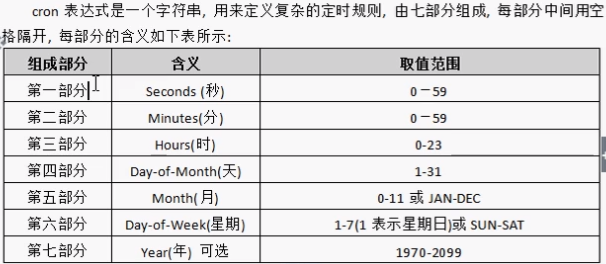 cron 表达式是一个字符串, 用来定义复杂的定时规则, 由七部分组成, 每部分中间用空
格隔开, 每部分的含义如下表所示:
组成部分 含义 取值范围
第一部分 Seconds (秒) 0－59
第二部分 Minutes(分) 0－59
第三部分 Hours(时) 0-23
第四部分 Day-of-Month(天) 1-31
第五部分 Month(月) 0-11 或 JAN-DEC
第六部分 Day-of-Week(星期) 1-7(1 表示星期日)或 SUN-SAT
第七部分 Year(年) 可选 1970-2099